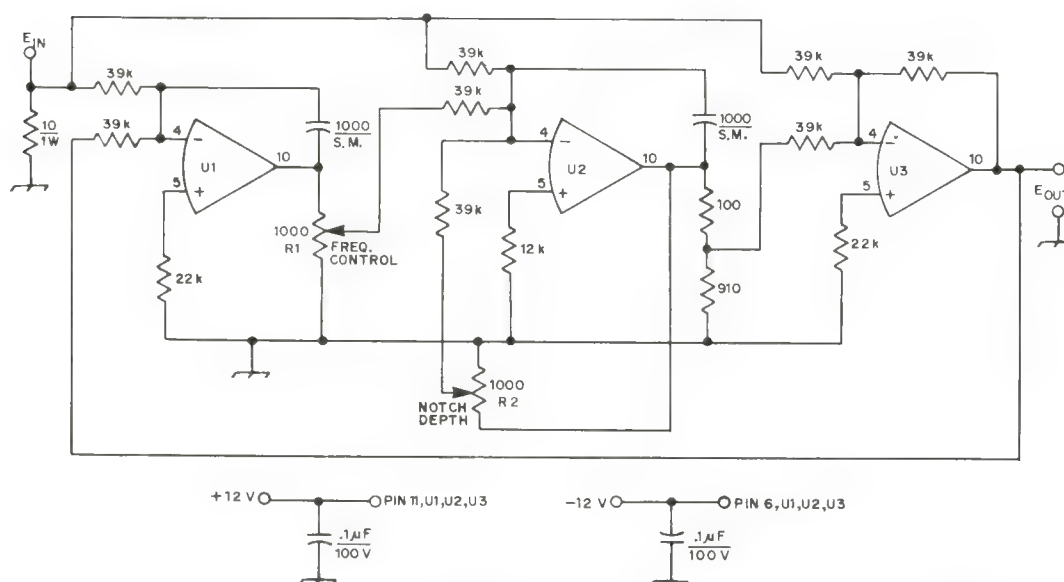 E IN
39k
10
1W
39k
4
−
5
+
U1
10
1000
S.M.
1000
R1
FREQ.
CONTROL
22k
39k
39k
4
−
5
+
U2
10
1000
S.M.
39k
12k
100
910
1000
R2
NOTCH
DEPTH
39k
39k
39k
4
−
5
+
U3
10
22k
E OUT
+12 V
PIN 11, U1, U2, U3
.1µF
100V
−12 V
PIN 6, U1, U2, U3
.1µF
100V